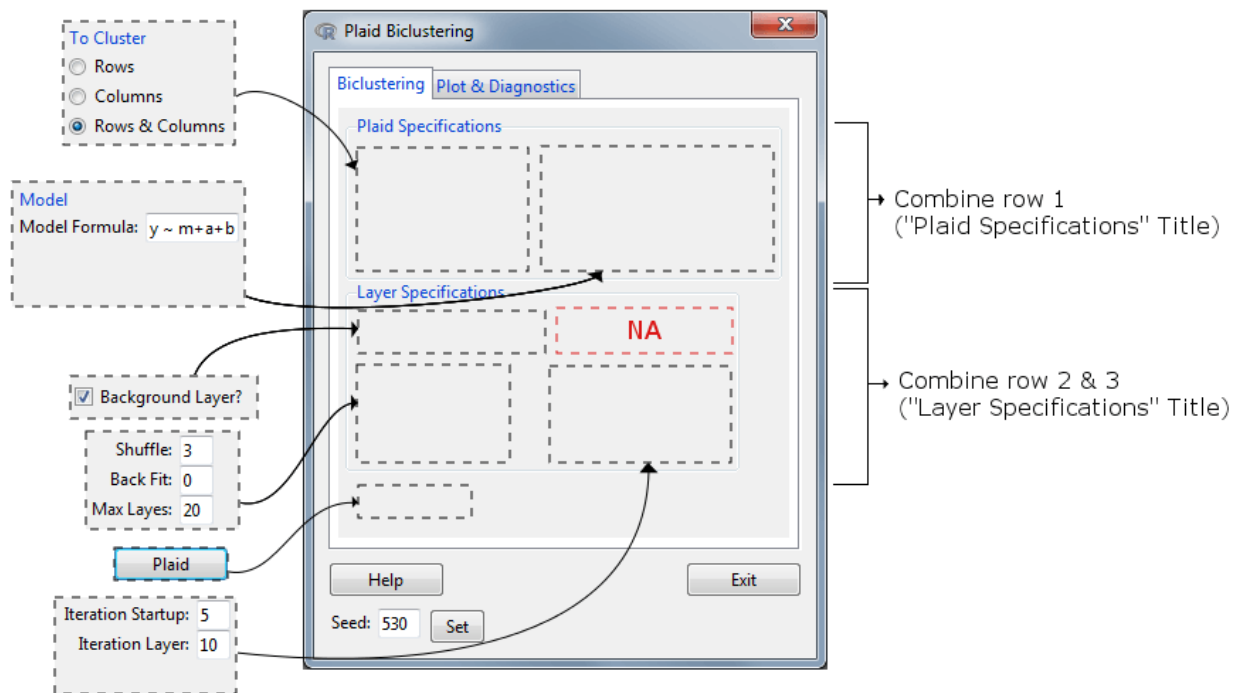 To Cluster
Rows
Columns
Rows & Columns
Model
Model Formula: y ~ m+a+b
Background Layer?
Shuffle: 3
Back Fit: 0
Max Layes: 20
Plaid
Iteration Startup: 5
Iteration Layer: 10
R Plaid Biclustering
x
Biclustering Plot & Diagnostics
Plaid Specifications
Layer Specifications
NA
Help Exit
Seed: 530 Set
Combine row 1
("Plaid Specifications" Title)
Combine row 2 & 3
("Layer Specifications" Title)